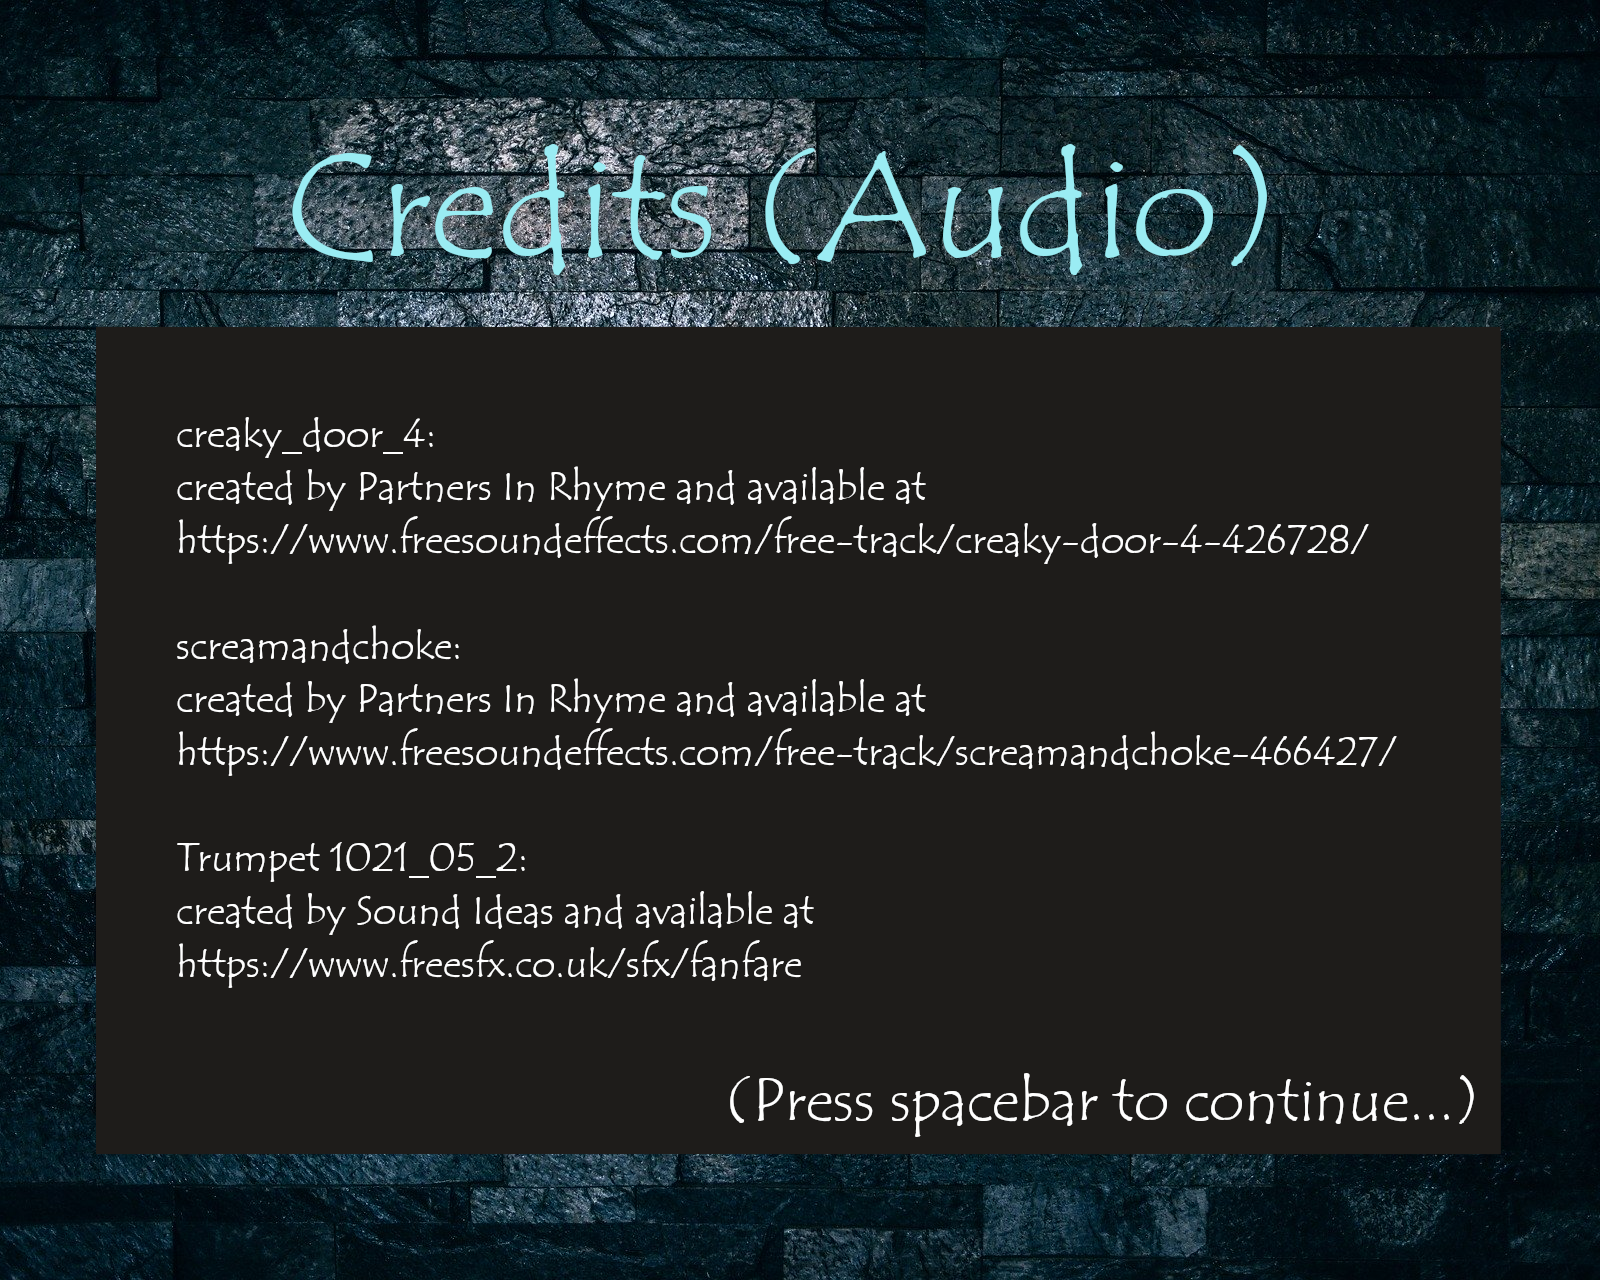 Credits (Audio)
creaky_door_4:
created by Partners In Rhyme and available at
https://www.freesoundeffects.com/free-track/creaky-door-4-426728/
screamandchoke:
created by Partners In Rhyme and available at
https://www.freesoundeffects.com/free-track/screamandchoke-466427/
Trumpet 1021_05_2:
created by Sound Ideas and available at
https://www.freesfx.co.uk/sfx/fanfare
(Press spacebar to continue...)